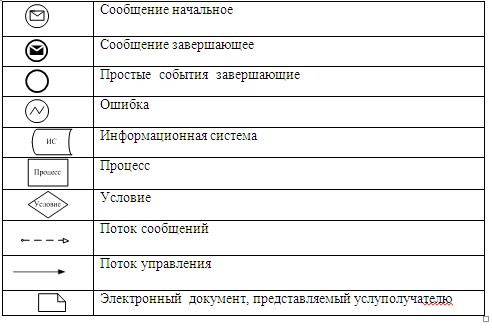 Сообщение начальное
Сообщение завершающее
Простые события завершающие
Ошибка
ИС
Информационная система
Процесс
Процесс
Условие
Условие
Поток сообщений
Поток управления
Электронный документ, представляемый услуполучателю